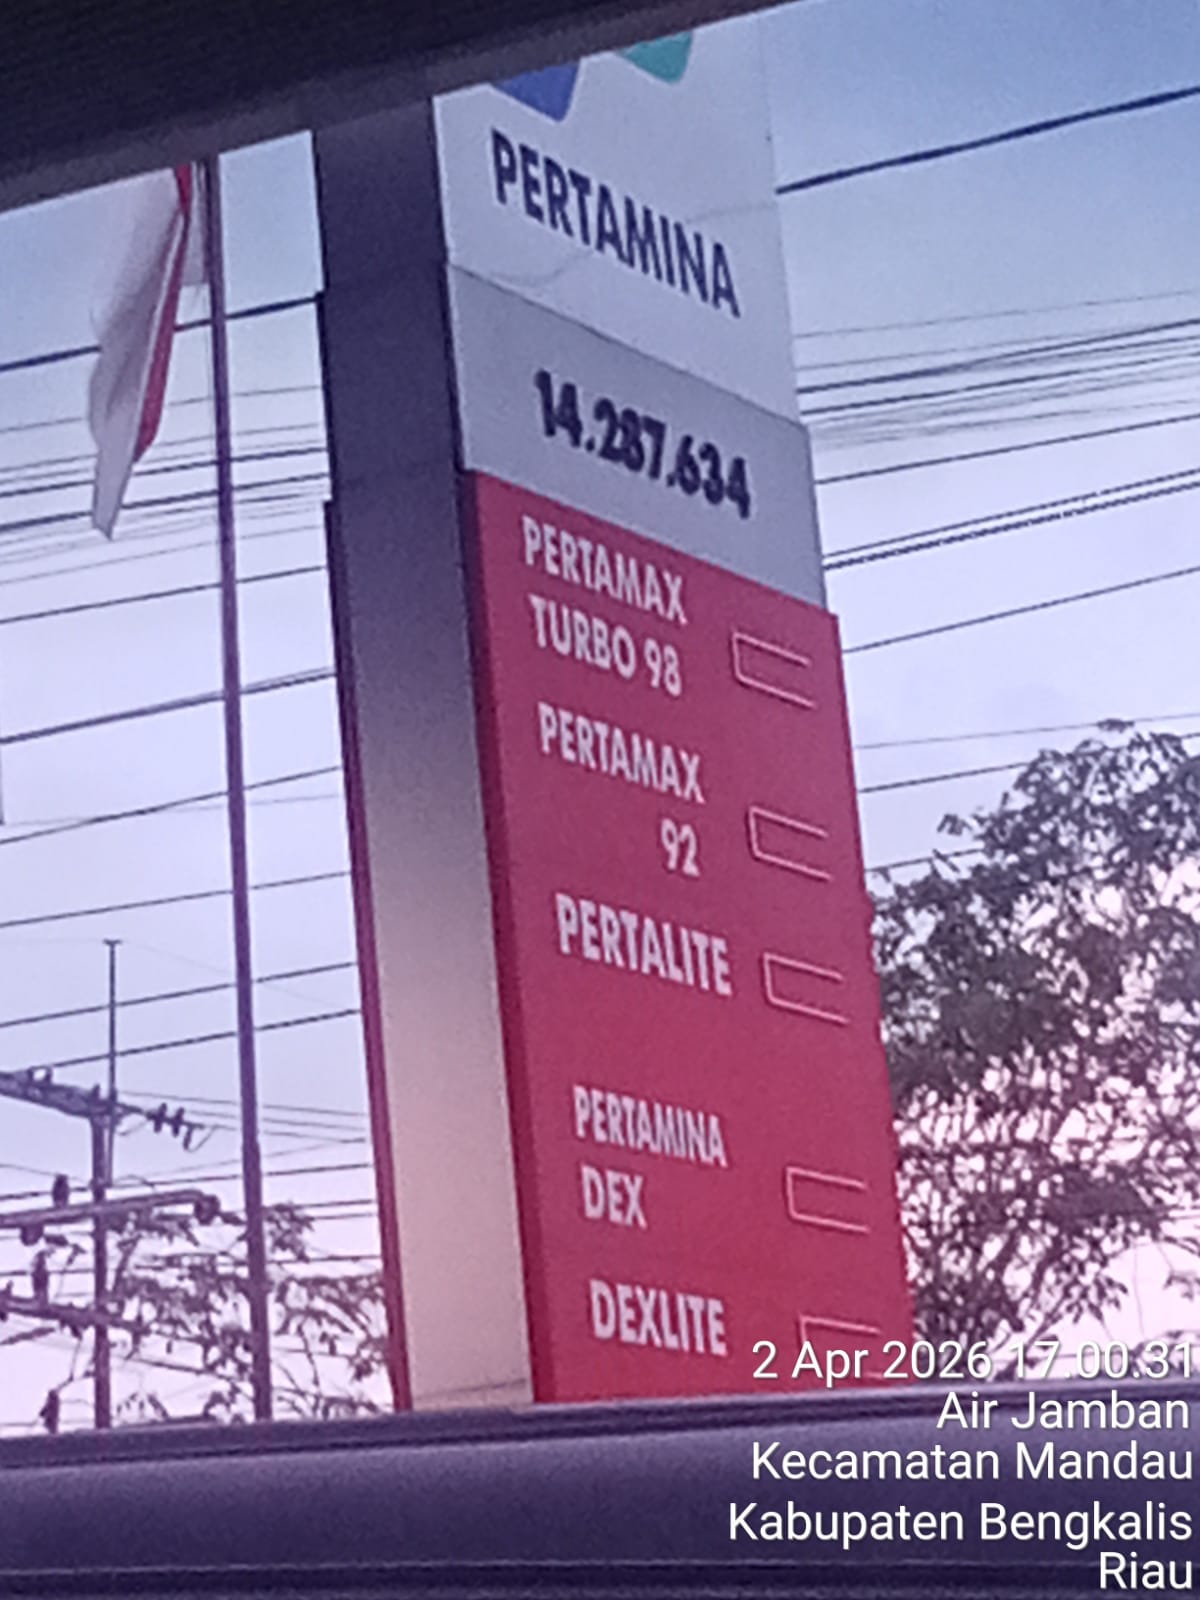 PERTAMINA
14.287.634
PERTAMAX
TURBO 98
PERTAMAX
92
PERTALITE
PERTAMINA
DEX
DEXLITE
2 Apr 2026 17.00.31
Air Jamban
Kecamatan Mandau
Kabupaten Bengkalis
Riau